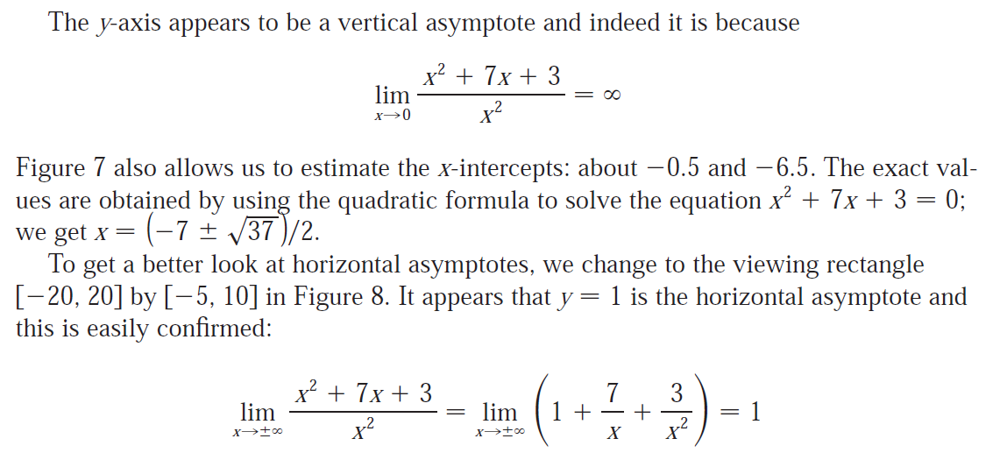 The y-axis appears to be a vertical asymptote and indeed it is because
lim x→0 (x² + 7x + 3)/x² = ∞
Figure 7 also allows us to estimate the x-intercepts: about −0.5 and −6.5. The exact val-
ues are obtained by using the quadratic formula to solve the equation x² + 7x + 3 = 0;
we get x = (−7 ± √37)/2.
To get a better look at horizontal asymptotes, we change to the viewing rectangle
[−20, 20] by [−5, 10] in Figure 8. It appears that y = 1 is the horizontal asymptote and
this is easily confirmed:
lim x→±∞ (x² + 7x + 3)/x² = lim x→±∞ (1 + 7/x + 3/x²) = 1